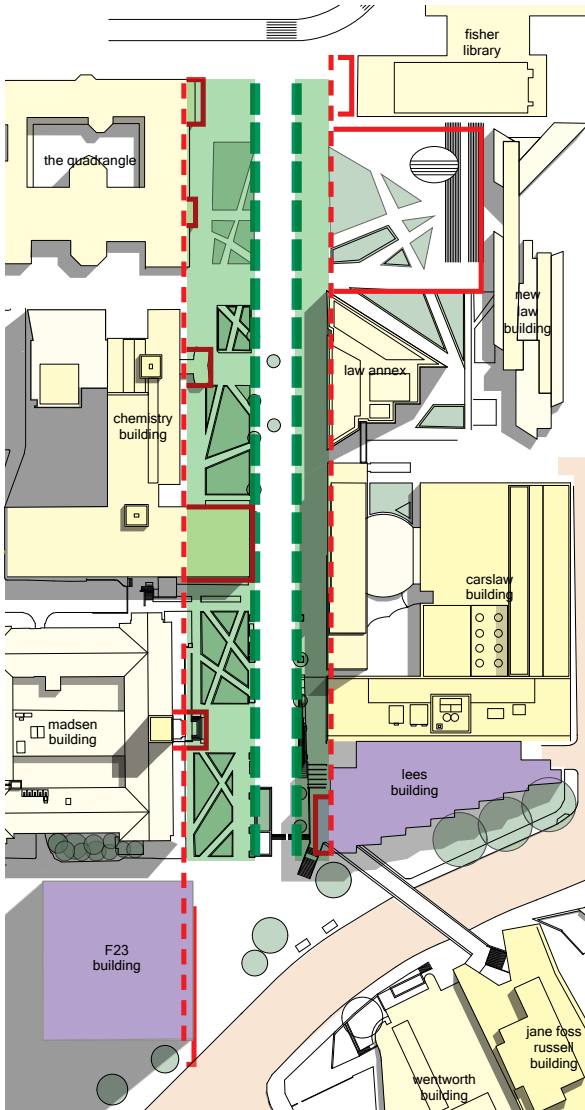 fisher
library
the quadrangle
new
law
building
law annex
chemistry
building
carslaw
building
madsen
building
lees
building
F23
building
jane foss
russell
building
wentworth
building